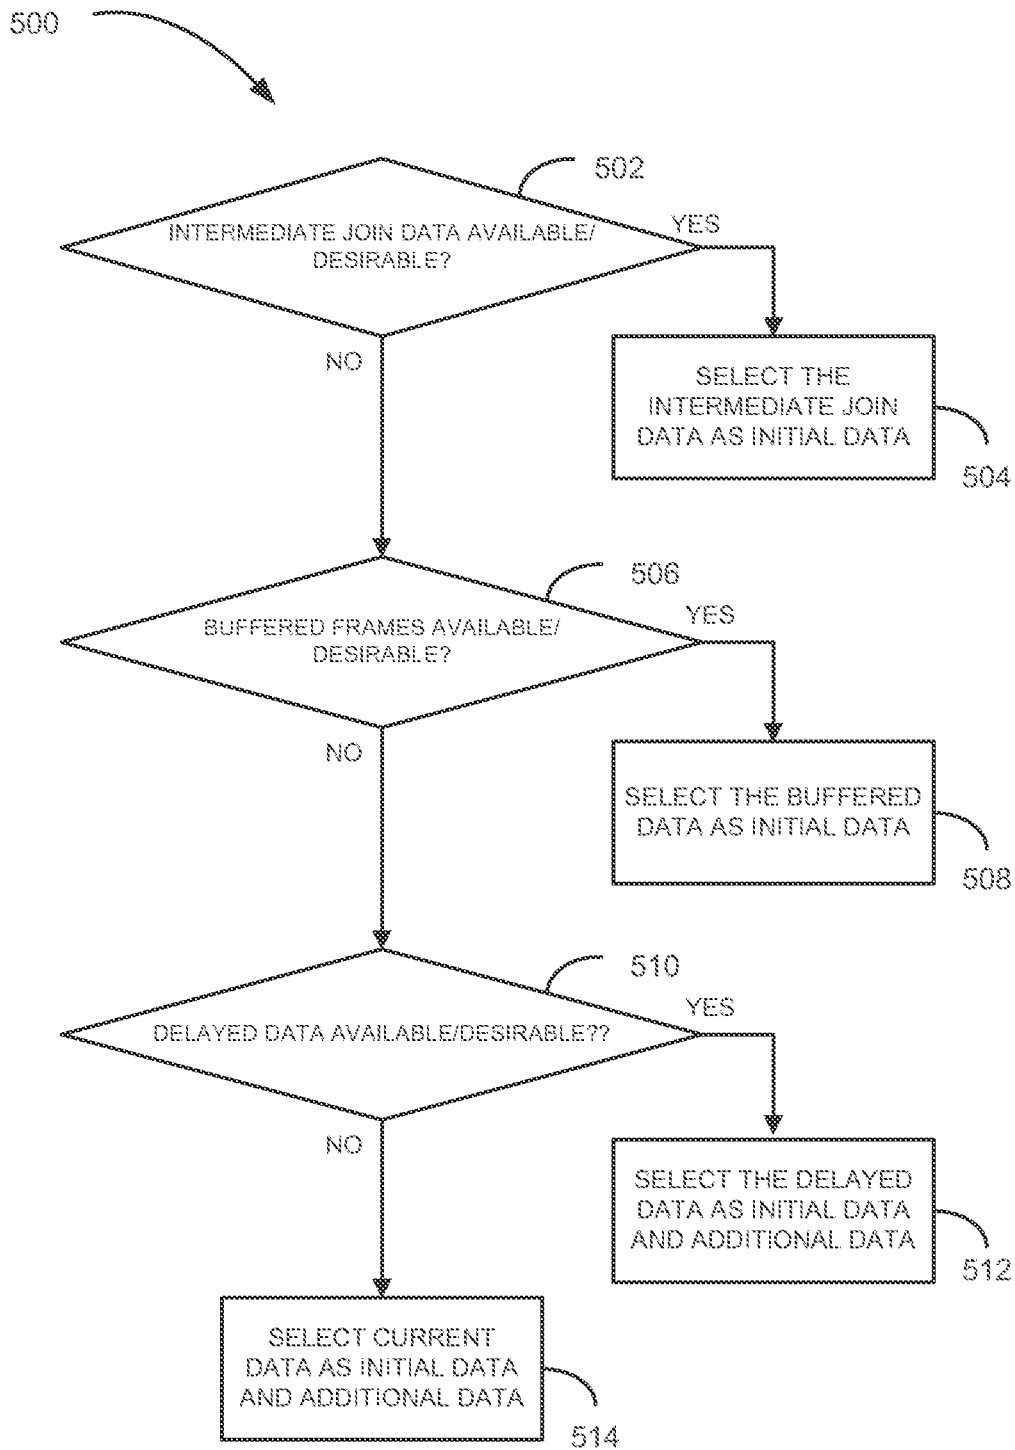 500
502
INTERMEDIATE JOIN DATA AVAILABLE/
DESIRABLE?
YES
NO
SELECT THE
INTERMEDIATE JOIN
DATA AS INITIAL DATA
504
506
BUFFERED FRAMES AVAILABLE/
DESIRABLE?
YES
NO
SELECT THE BUFFERED
DATA AS INITIAL DATA
508
510
DELAYED DATA AVAILABLE/DESIRABLE??
YES
NO
SELECT THE DELAYED
DATA AS INITIAL DATA
AND ADDITIONAL DATA
512
SELECT CURRENT
DATA AS INITIAL DATA
AND ADDITIONAL DATA
514